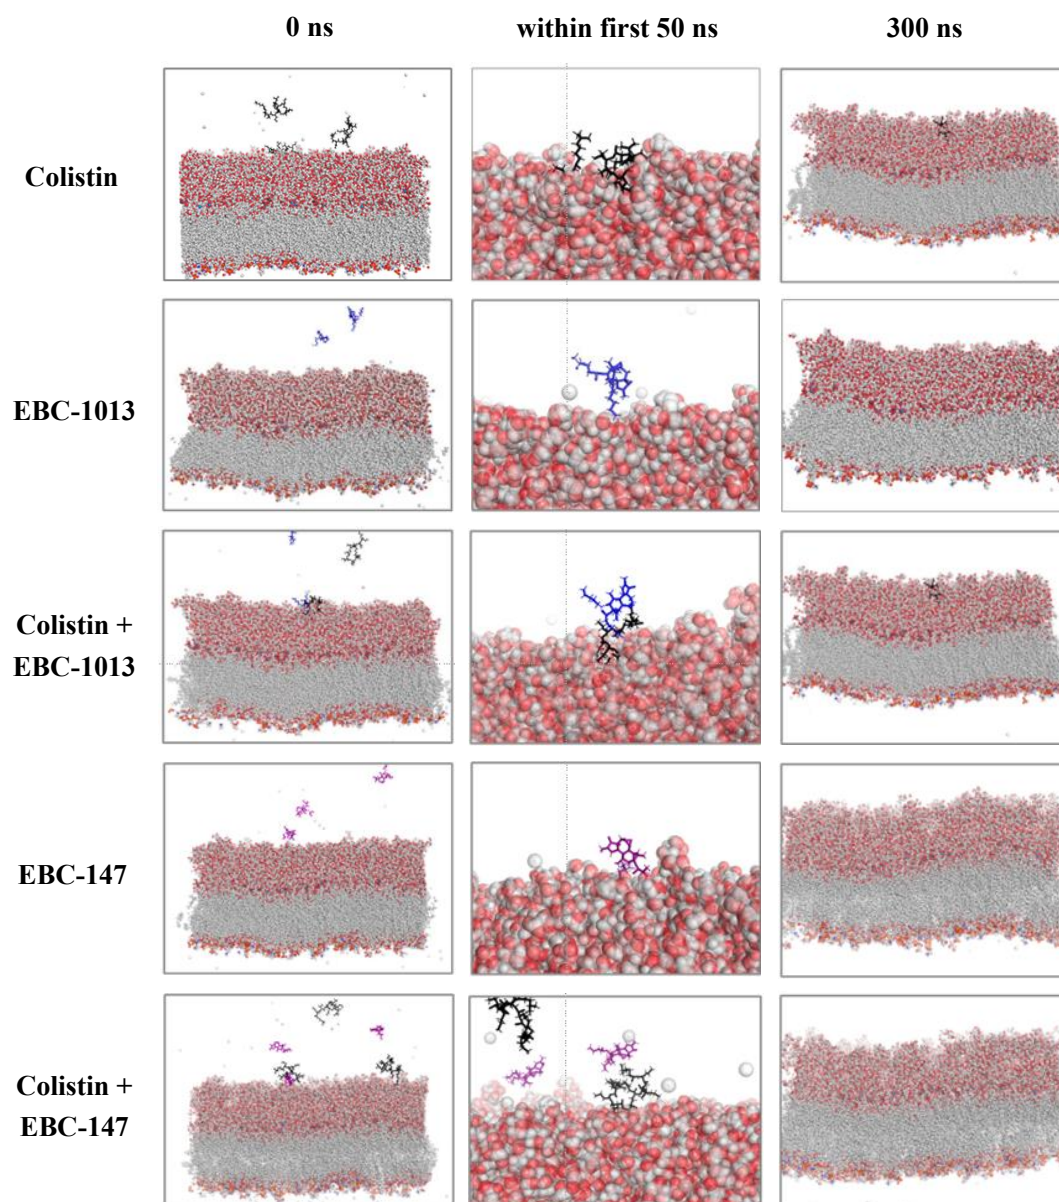 0 ns
within first 50 ns
300 ns
Colistin
EBC-1013
Colistin +
EBC-1013
EBC-147
Colistin +
EBC-147